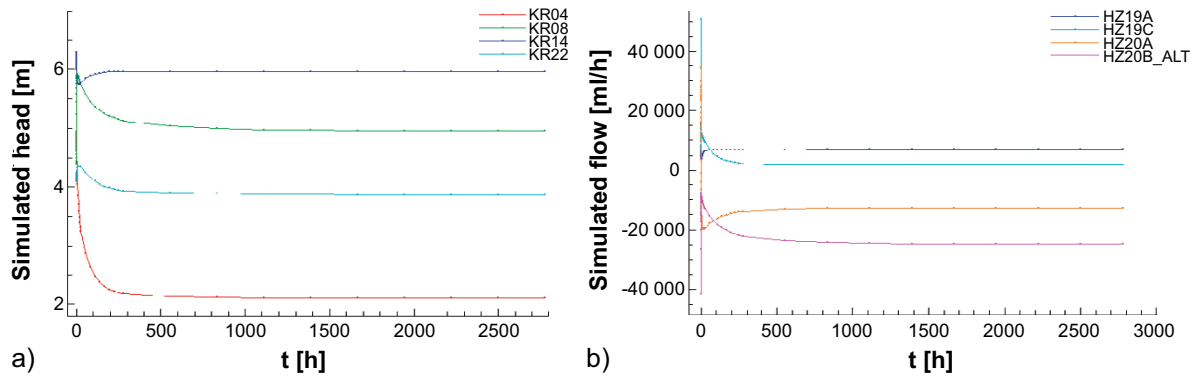 KR04
KR08
KR14
KR22
6
4
2
Simulated head [m]
0 500 1000 1500 2000 2500
t [h]
a)
HZ19A
HZ19C
HZ20A
HZ20B_ALT
40 000
20 000
0
-20 000
-40 000
Simulated flow [ml/h]
0 500 1000 1500 2000 2500 3000
t [h]
b)